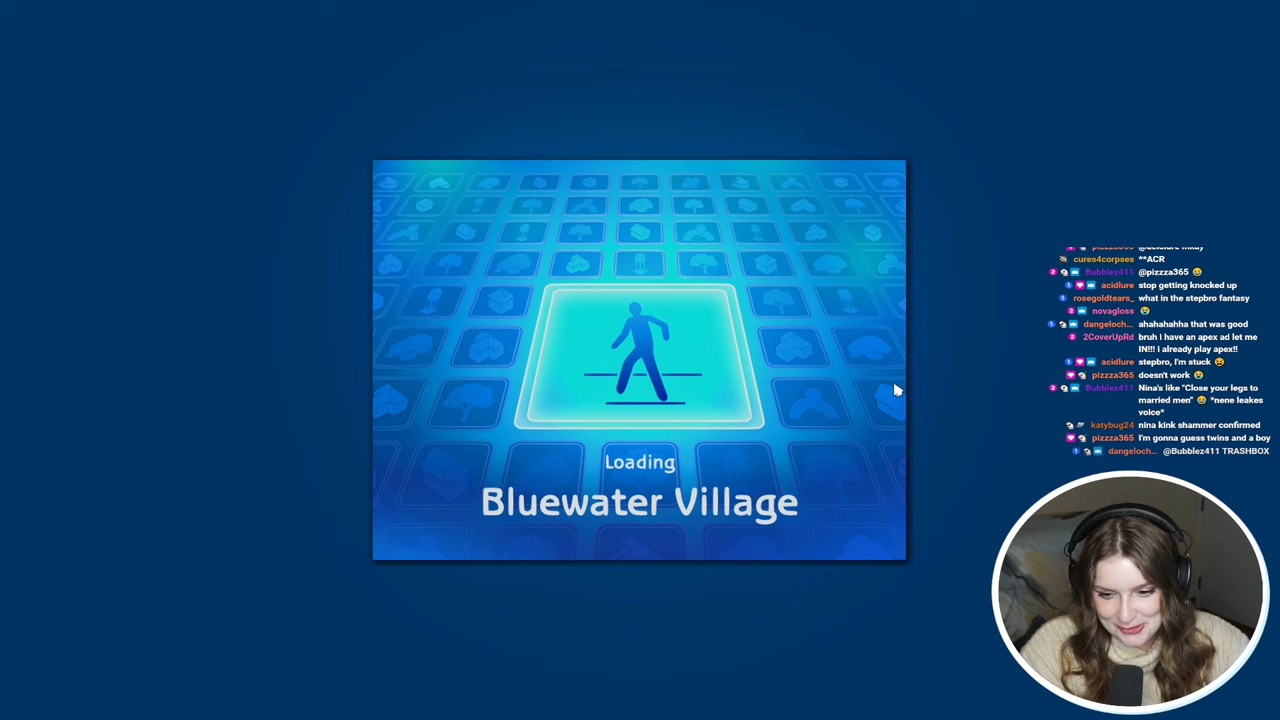 Loading
Bluewater Village
cures4corpses **ACR
Bubblez411 @pizzza365
acidlure stop getting knocked up
rosegoldtears_ what in the stepbro fantasy
novagloss
dangeloch... ahahahahha that was good
2CoverUpRd bruh i have an apex ad let me
IN!!! i already play apex!!
acidlure stepbro, I'm stuck
pizzza365 doesn't work
Bubblez411 Nina's like "Close your legs to
married men" *nene leakes
voice*
katybug24 nina kink shammer confirmed
pizzza365 I'm gonna guess twins and a boy
dangeloch... @Bubblez411 TRASHBOX